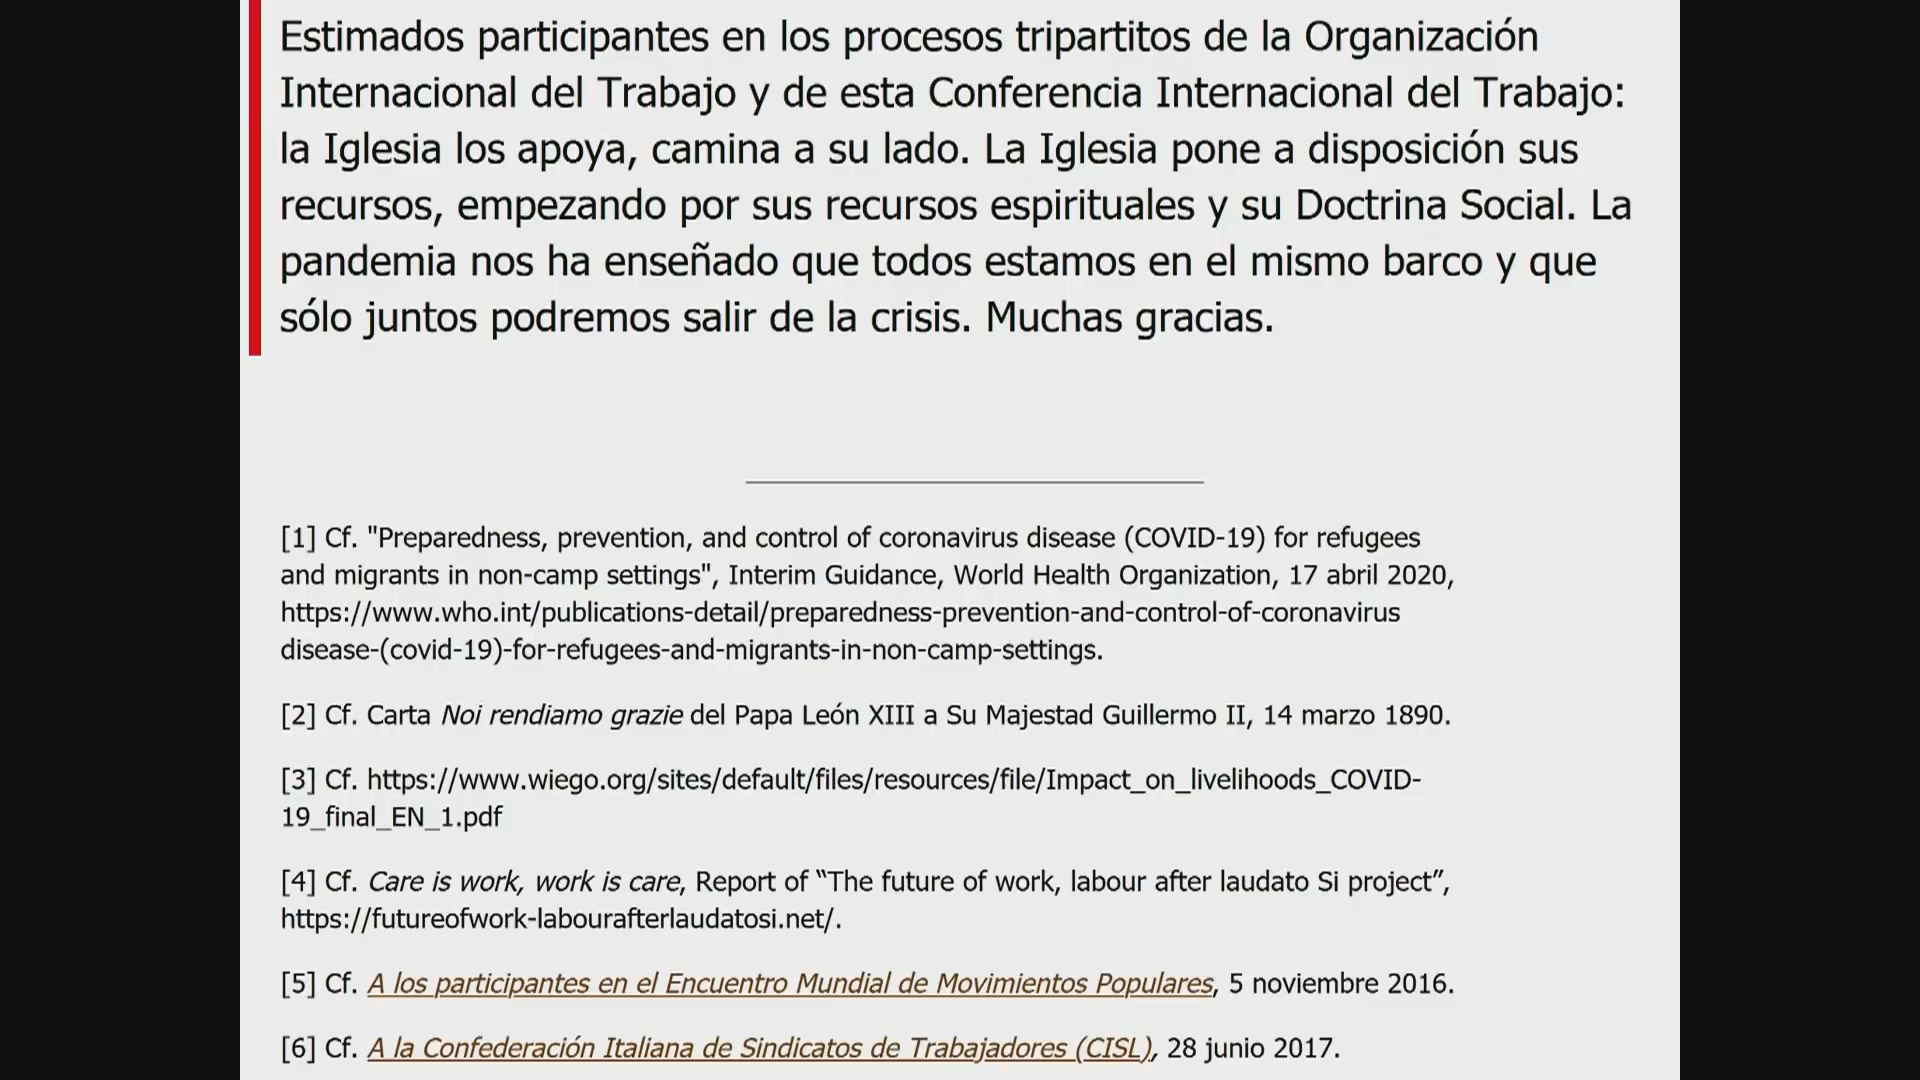 Estimados participantes en los procesos tripartitos de la Organización
Internacional del Trabajo y de esta Conferencia Internacional del Trabajo:
la Iglesia los apoya, camina a su lado. La Iglesia pone a disposición sus
recursos, empezando por sus recursos espirituales y su Doctrina Social. La
pandemia nos ha enseñado que todos estamos en el mismo barco y que
sólo juntos podremos salir de la crisis. Muchas gracias.
[1] Cf. "Preparedness, prevention, and control of coronavirus disease (COVID-19) for refugees
and migrants in non-camp settings", Interim Guidance, World Health Organization, 17 abril 2020,
https://www.who.int/publications-detail/preparedness-prevention-and-control-of-coronavirus
disease-(covid-19)-for-refugees-and-migrants-in-non-camp-settings.
[2] Cf. Carta Noi rendiamo grazie del Papa León XIII a Su Majestad Guillermo II, 14 marzo 1890.
[3] Cf. https://www.wiego.org/sites/default/files/resources/file/Impact_on_livelihoods_COVID-
19_final_EN_1.pdf
[4] Cf. Care is work, work is care, Report of “The future of work, labour after laudato Si project”,
https://futureofwork-labourafterlaudatosi.net/.
[5] Cf. A los participantes en el Encuentro Mundial de Movimientos Populares, 5 noviembre 2016.
[6] Cf. A la Confederación Italiana de Sindicatos de Trabajadores (CISL), 28 junio 2017.